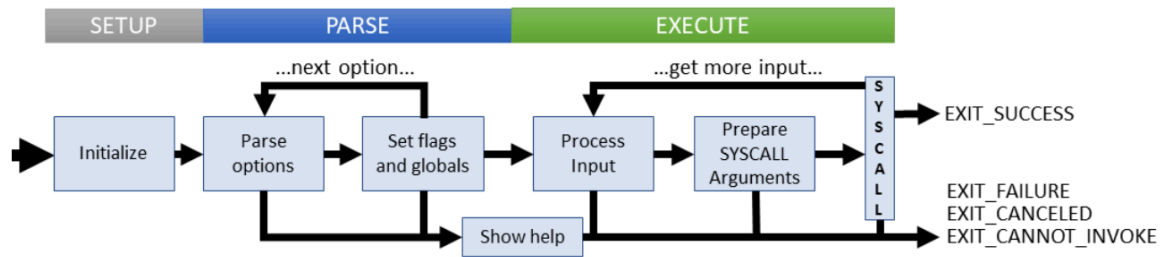 SETUP
PARSE
EXECUTE
...next option...
...get more input...
Initialize
Parse
options
Set flags
and globals
Process
Input
Prepare
SYSCALL
Arguments
SYSCALL
Show help
EXIT_SUCCESS
EXIT_FAILURE
EXIT_CANCELED
EXIT_CANNOT_INVOKE